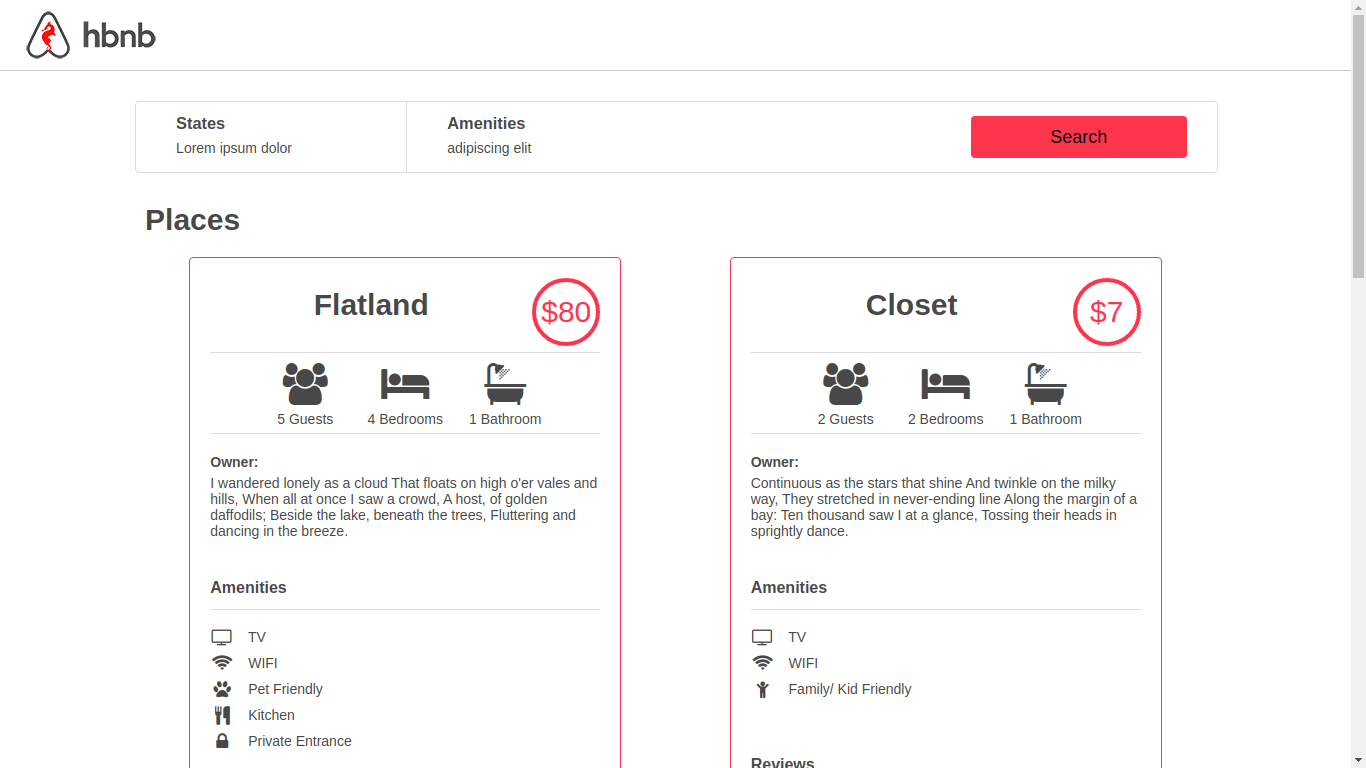 hbnb
States
Lorem ipsum dolor
Amenities
adipiscing elit
Search
Places
Flatland
$80
5 Guests
4 Bedrooms
1 Bathroom
Owner:
I wandered lonely as a cloud That floats on high o'er vales and
hills, When all at once I saw a crowd, A host, of golden
daffodils; Beside the lake, beneath the trees, Fluttering and
dancing in the breeze.
Amenities
TV
WIFI
Pet Friendly
Kitchen
Private Entrance
Closet
$7
2 Guests
2 Bedrooms
1 Bathroom
Owner:
Continuous as the stars that shine And twinkle on the milky
way, They stretched in never-ending line Along the margin of a
bay: Ten thousand saw I at a glance, Tossing their heads in
sprightly dance.
Amenities
TV
WIFI
Family/ Kid Friendly
Reviews